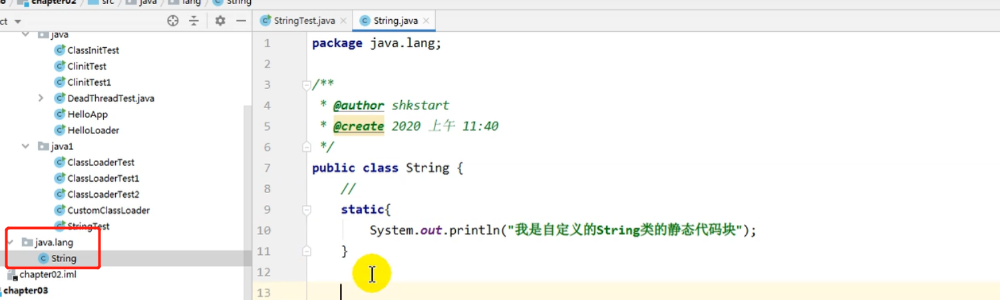 chapter02 / src / java / lang / String
ct
StringTest.java
String.java
java
ClassInitTest
ClinitTest
ClinitTest1
DeadThreadTest.java
HelloApp
HelloLoader
java1
ClassLoaderTest
ClassLoaderTest1
ClassLoaderTest2
CustomClassLoader
StringTest
java.lang
String
chapter02.iml
chapter03
1 package java.lang;
2
3 /**
4 * @author shkstart
5 * @create 2020 上午 11:40
6 */
7 public class String {
8 //
9 static{
10 System.out.println("我是自定义的String类的静态代码块");
11 }
12
13